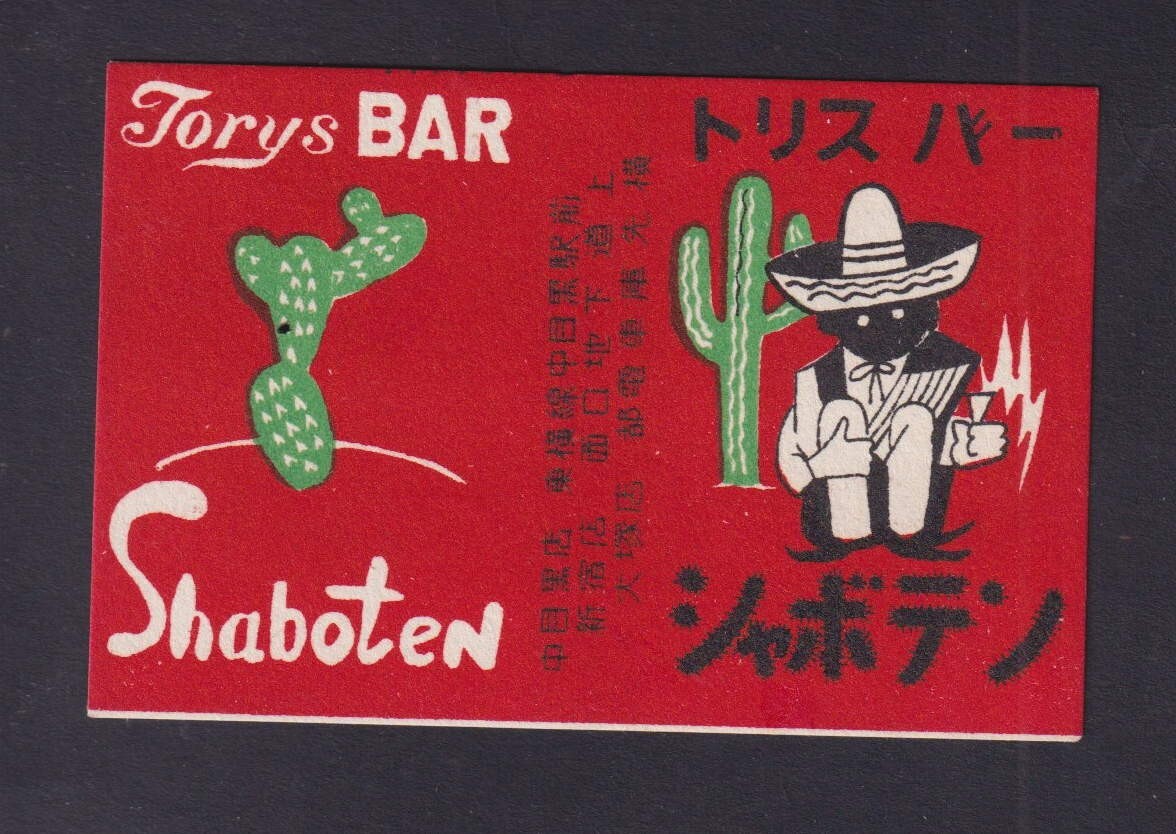 Torys BAR
Shaboten
中目黒店 東横線中目黒駅前
新宿店 西口地下道上
大塚店 都電車庫先横
トリスバー
シャボテン